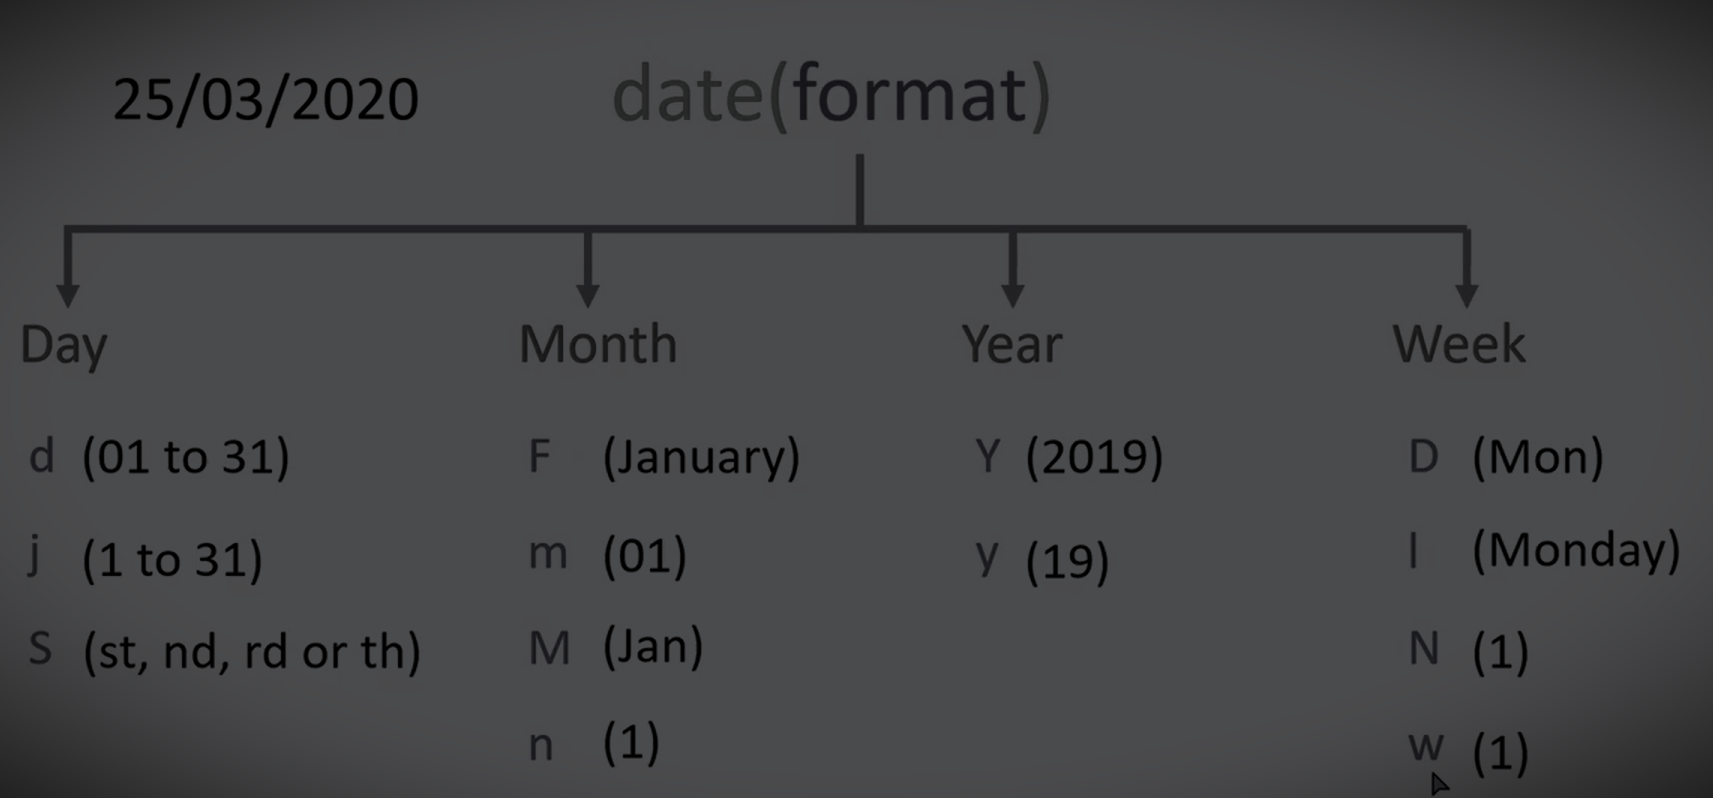 25/03/2020 date(format)
Day Month Year Week
d (01 to 31) F (January) Y (2019) D (Mon)
j (1 to 31) m (01) y (19) l (Monday)
S (st, nd, rd or th) M (Jan) N (1)
n (1) w (1)